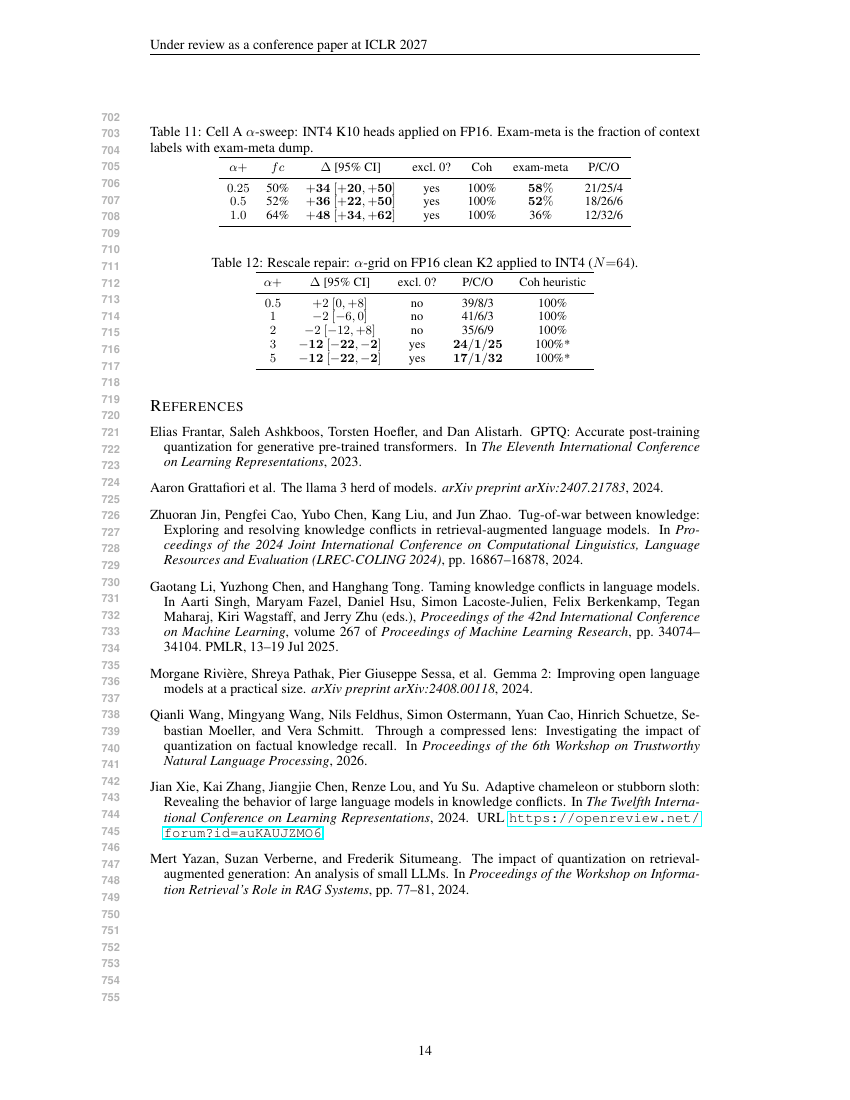 Under review as a conference paper at ICLR 2027
702
703
704
705
706
707
708
709
710
711
712
713
714
715
716
717
718
719
720
721
722
723
724
725
726
727
728
729
730
731
732
733
734
735
736
737
738
739
740
741
742
743
744
745
746
747
748
749
750
751
752
753
754
755
Table 11: Cell A α-sweep: INT4 K10 heads applied on FP16. Exam-meta is the fraction of context
labels with exam-meta dump.
α+ fc Δ [95% CI] excl. 0? Coh exam-meta P/C/O
0.25 50% +34 [+20, +50] yes 100% 58% 21/25/4
0.5 52% +36 [+22, +50] yes 100% 52% 18/26/6
1.0 64% +48 [+34, +62] yes 100% 36% 12/32/6
Table 12: Rescale repair: α-grid on FP16 clean K2 applied to INT4 (N=64).
α+ Δ [95% CI] excl. 0? P/C/O Coh heuristic
0.5 +2 [0, +8] no 39/8/3 100%
1 −2 [−6, 0] no 41/6/3 100%
2 −2 [−12, +8] no 35/6/9 100%
3 −12 [−22, −2] yes 24/1/25 100%*
5 −12 [−22, −2] yes 17/1/32 100%*
REFERENCES
Elias Frantar, Saleh Ashkboos, Torsten Hoefler, and Dan Alistarh. GPTQ: Accurate post-training
quantization for generative pre-trained transformers. In The Eleventh International Conference
on Learning Representations, 2023.
Aaron Grattafiori et al. The llama 3 herd of models. arXiv preprint arXiv:2407.21783, 2024.
Zhuoran Jin, Pengfei Cao, Yubo Chen, Kang Liu, and Jun Zhao. Tug-of-war between knowledge:
Exploring and resolving knowledge conflicts in retrieval-augmented language models. In Pro-
ceedings of the 2024 Joint International Conference on Computational Linguistics, Language
Resources and Evaluation (LREC-COLING 2024), pp. 16867–16878, 2024.
Gaotang Li, Yuzhong Chen, and Hanghang Tong. Taming knowledge conflicts in language models.
In Aarti Singh, Maryam Fazel, Daniel Hsu, Simon Lacoste-Julien, Felix Berkenkamp, Tegan
Maharaj, Kiri Wagstaff, and Jerry Zhu (eds.), Proceedings of the 42nd International Conference
on Machine Learning, volume 267 of Proceedings of Machine Learning Research, pp. 34074–
34104. PMLR, 13–19 Jul 2025.
Morgane Rivière, Shreya Pathak, Pier Giuseppe Sessa, et al. Gemma 2: Improving open language
models at a practical size. arXiv preprint arXiv:2408.00118, 2024.
Qianli Wang, Mingyang Wang, Nils Feldhus, Simon Ostermann, Yuan Cao, Hinrich Schuetze, Se-
bastian Moeller, and Vera Schmitt. Through a compressed lens: Investigating the impact of
quantization on factual knowledge recall. In Proceedings of the 6th Workshop on Trustworthy
Natural Language Processing, 2026.
Jian Xie, Kai Zhang, Jiangjie Chen, Renze Lou, and Yu Su. Adaptive chameleon or stubborn sloth:
Revealing the behavior of large language models in knowledge conflicts. In The Twelfth Interna-
tional Conference on Learning Representations, 2024. URL https://openreview.net/
forum?id=auKAUJZMO6.
Mert Yazan, Suzan Verberne, and Frederik Situmeang. The impact of quantization on retrieval-
augmented generation: An analysis of small LLMs. In Proceedings of the Workshop on Informa-
tion Retrieval's Role in RAG Systems, pp. 77–81, 2024.
14